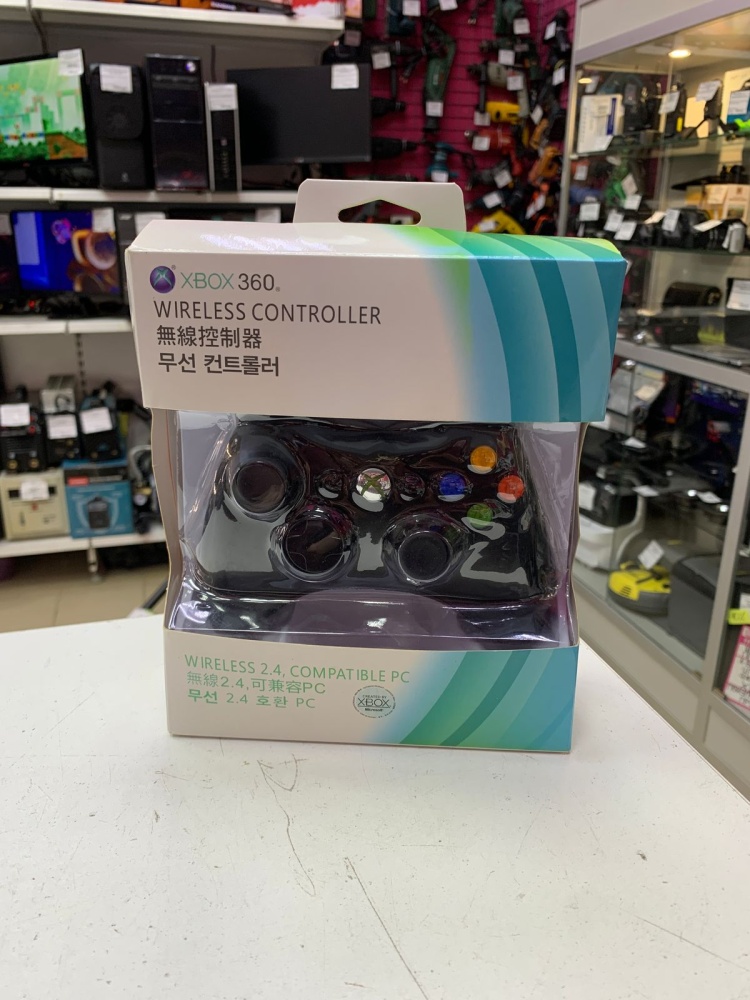 XBOX 360®
WIRELESS CONTROLLER
無線控制器
무선 컨트롤러
WIRELESS 2.4, COMPATIBLE PC
無線2.4,可兼容PC
무선 2.4 호환 PC
XBOX
Microsoft